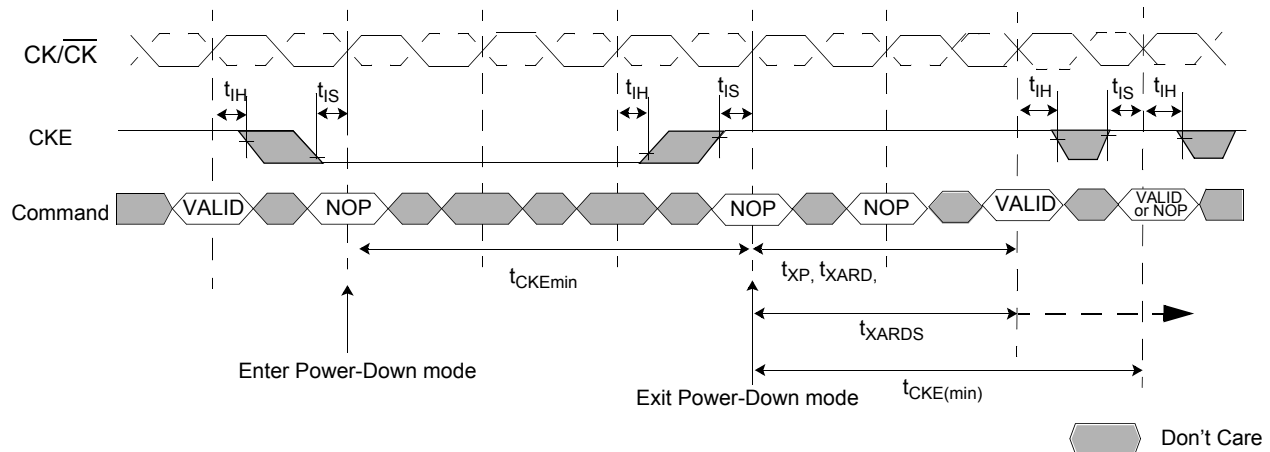 CK/CK
tIH
tIS
tIH
tIS
tIH
tIS
tIH
CKE
Command
VALID
NOP
NOP
NOP
VALID
VALID
or NOP
tCKEmin
tXP, tXARD,
tXARDS
Enter Power-Down mode
tCKE(min)
Exit Power-Down mode
Don't Care